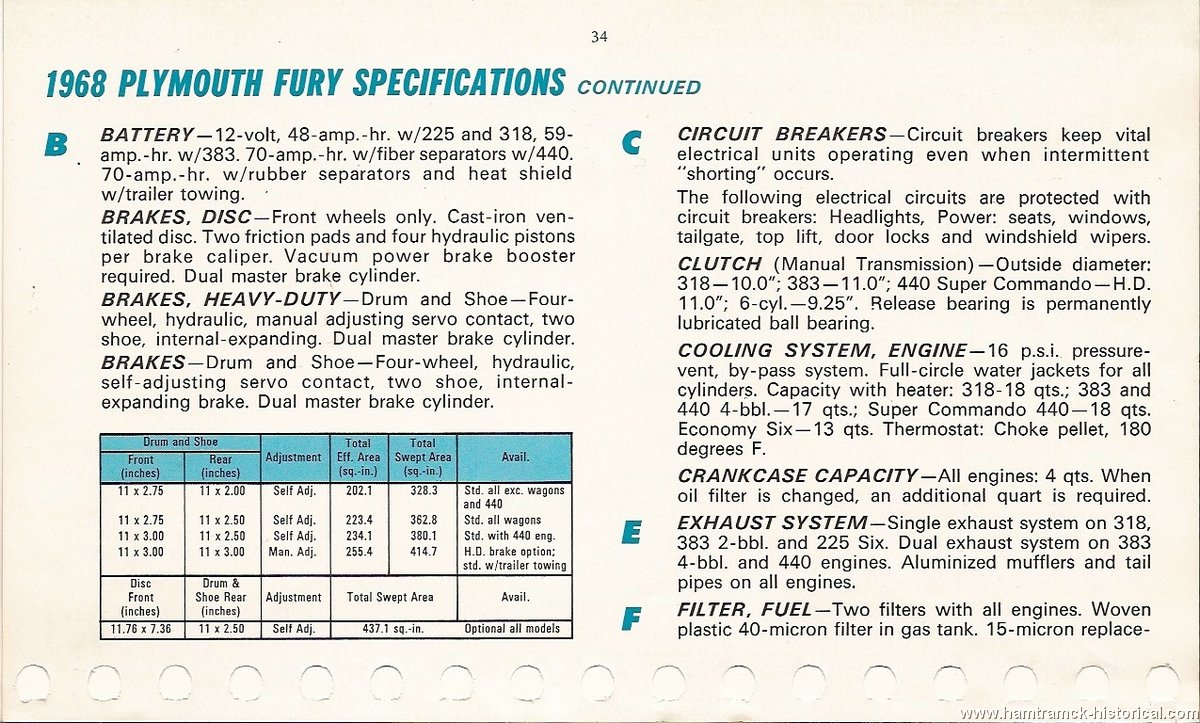 34
1968 PLYMOUTH FURY SPECIFICATIONS CONTINUED
B
BATTERY—12-volt, 48-amp.-hr. w/225 and 318, 59-
amp.-hr. w/383. 70-amp.-hr. w/fiber separators w/440.
70-amp.-hr. w/rubber separators and heat shield
w/trailer towing.
BRAKES, DISC—Front wheels only. Cast-iron ven-
tilated disc. Two friction pads and four hydraulic pistons
per brake caliper. Vacuum power brake booster
required. Dual master brake cylinder.
BRAKES, HEAVY-DUTY—Drum and Shoe—Four-
wheel, hydraulic, manual adjusting servo contact, two
shoe, internal-expanding. Dual master brake cylinder.
BRAKES—Drum and Shoe—Four-wheel, hydraulic,
self-adjusting servo contact, two shoe, internal-
expanding brake. Dual master brake cylinder.
Drum and Shoe
Front (inches) Rear (inches) Adjustment Total Eff. Area (sq.-in.) Total Swept Area (sq.-in.) Avail.
11 x 2.75 11 x 2.00 Self Adj. 202.1 328.3 Std. all exc. wagons
and 440
11 x 2.75 11 x 2.50 Self Adj. 223.4 362.8 Std. all wagons
11 x 3.00 11 x 2.50 Self Adj. 234.1 380.1 Std. with 440 eng.
11 x 3.00 11 x 3.00 Man. Adj. 255.4 414.7 H.D. brake option;
std. w/trailer towing
Disc Front (inches) Drum & Shoe Rear (inches) Adjustment Total Swept Area Avail.
11.76 x 7.36 11 x 2.50 Self Adj. 437.1 sq.-in. Optional all models
C
CIRCUIT BREAKERS—Circuit breakers keep vital
electrical units operating even when intermittent
"shorting" occurs.
The following electrical circuits are protected with
circuit breakers: Headlights, Power: seats, windows,
tailgate, top lift, door locks and windshield wipers.
CLUTCH (Manual Transmission)—Outside diameter:
318—10.0"; 383—11.0"; 440 Super Commando—H.D.
11.0"; 6-cyl.—9.25". Release bearing is permanently
lubricated ball bearing.
COOLING SYSTEM, ENGINE—16 p.s.i. pressure-
vent, by-pass system. Full-circle water jackets for all
cylinders. Capacity with heater: 318-18 qts.; 383 and
440 4-bbl.—17 qts.; Super Commando 440—18 qts.
Economy Six—13 qts. Thermostat: Choke pellet, 180
degrees F.
CRANKCASE CAPACITY—All engines: 4 qts. When
oil filter is changed, an additional quart is required.
E
EXHAUST SYSTEM—Single exhaust system on 318,
383 2-bbl. and 225 Six. Dual exhaust system on 383
4-bbl. and 440 engines. Aluminized mufflers and tail
pipes on all engines.
F
FILTER, FUEL—Two filters with all engines. Woven
plastic 40-micron filter in gas tank. 15-micron replace-
www.hamtramck-historical.com